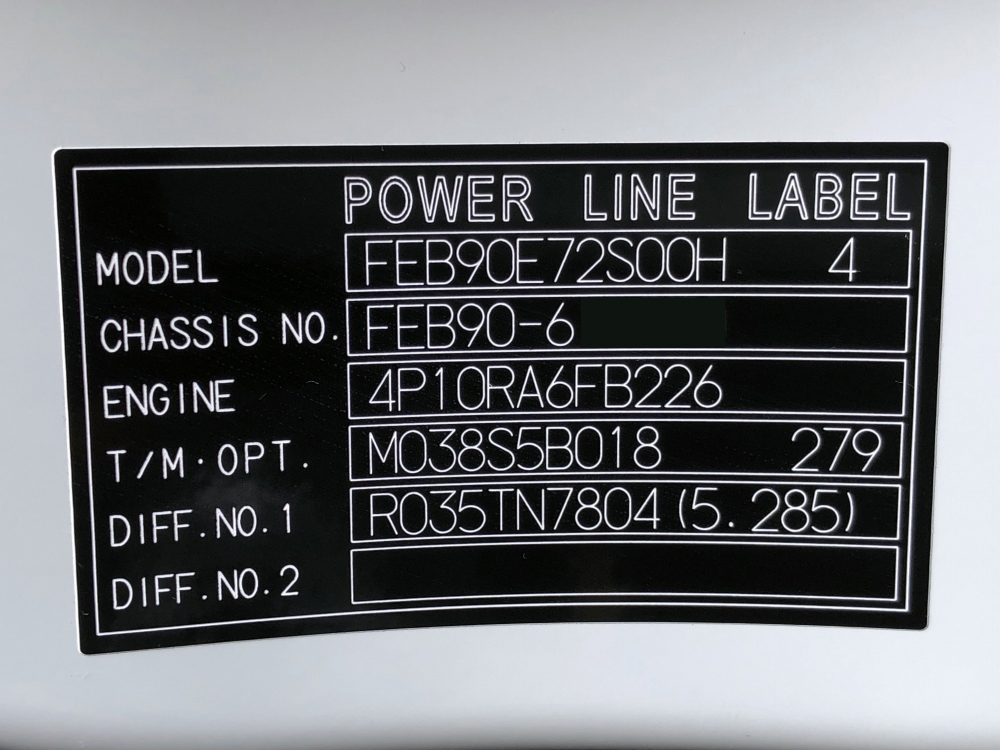 POWER LINE LABEL
MODEL FEB90E72S00H 4
CHASSIS NO. FEB90-6
ENGINE 4P10RA6FB226
T/M·OPT. M038S5B018 279
DIFF.NO.1 R035TN7804 (5.285)
DIFF.NO.2